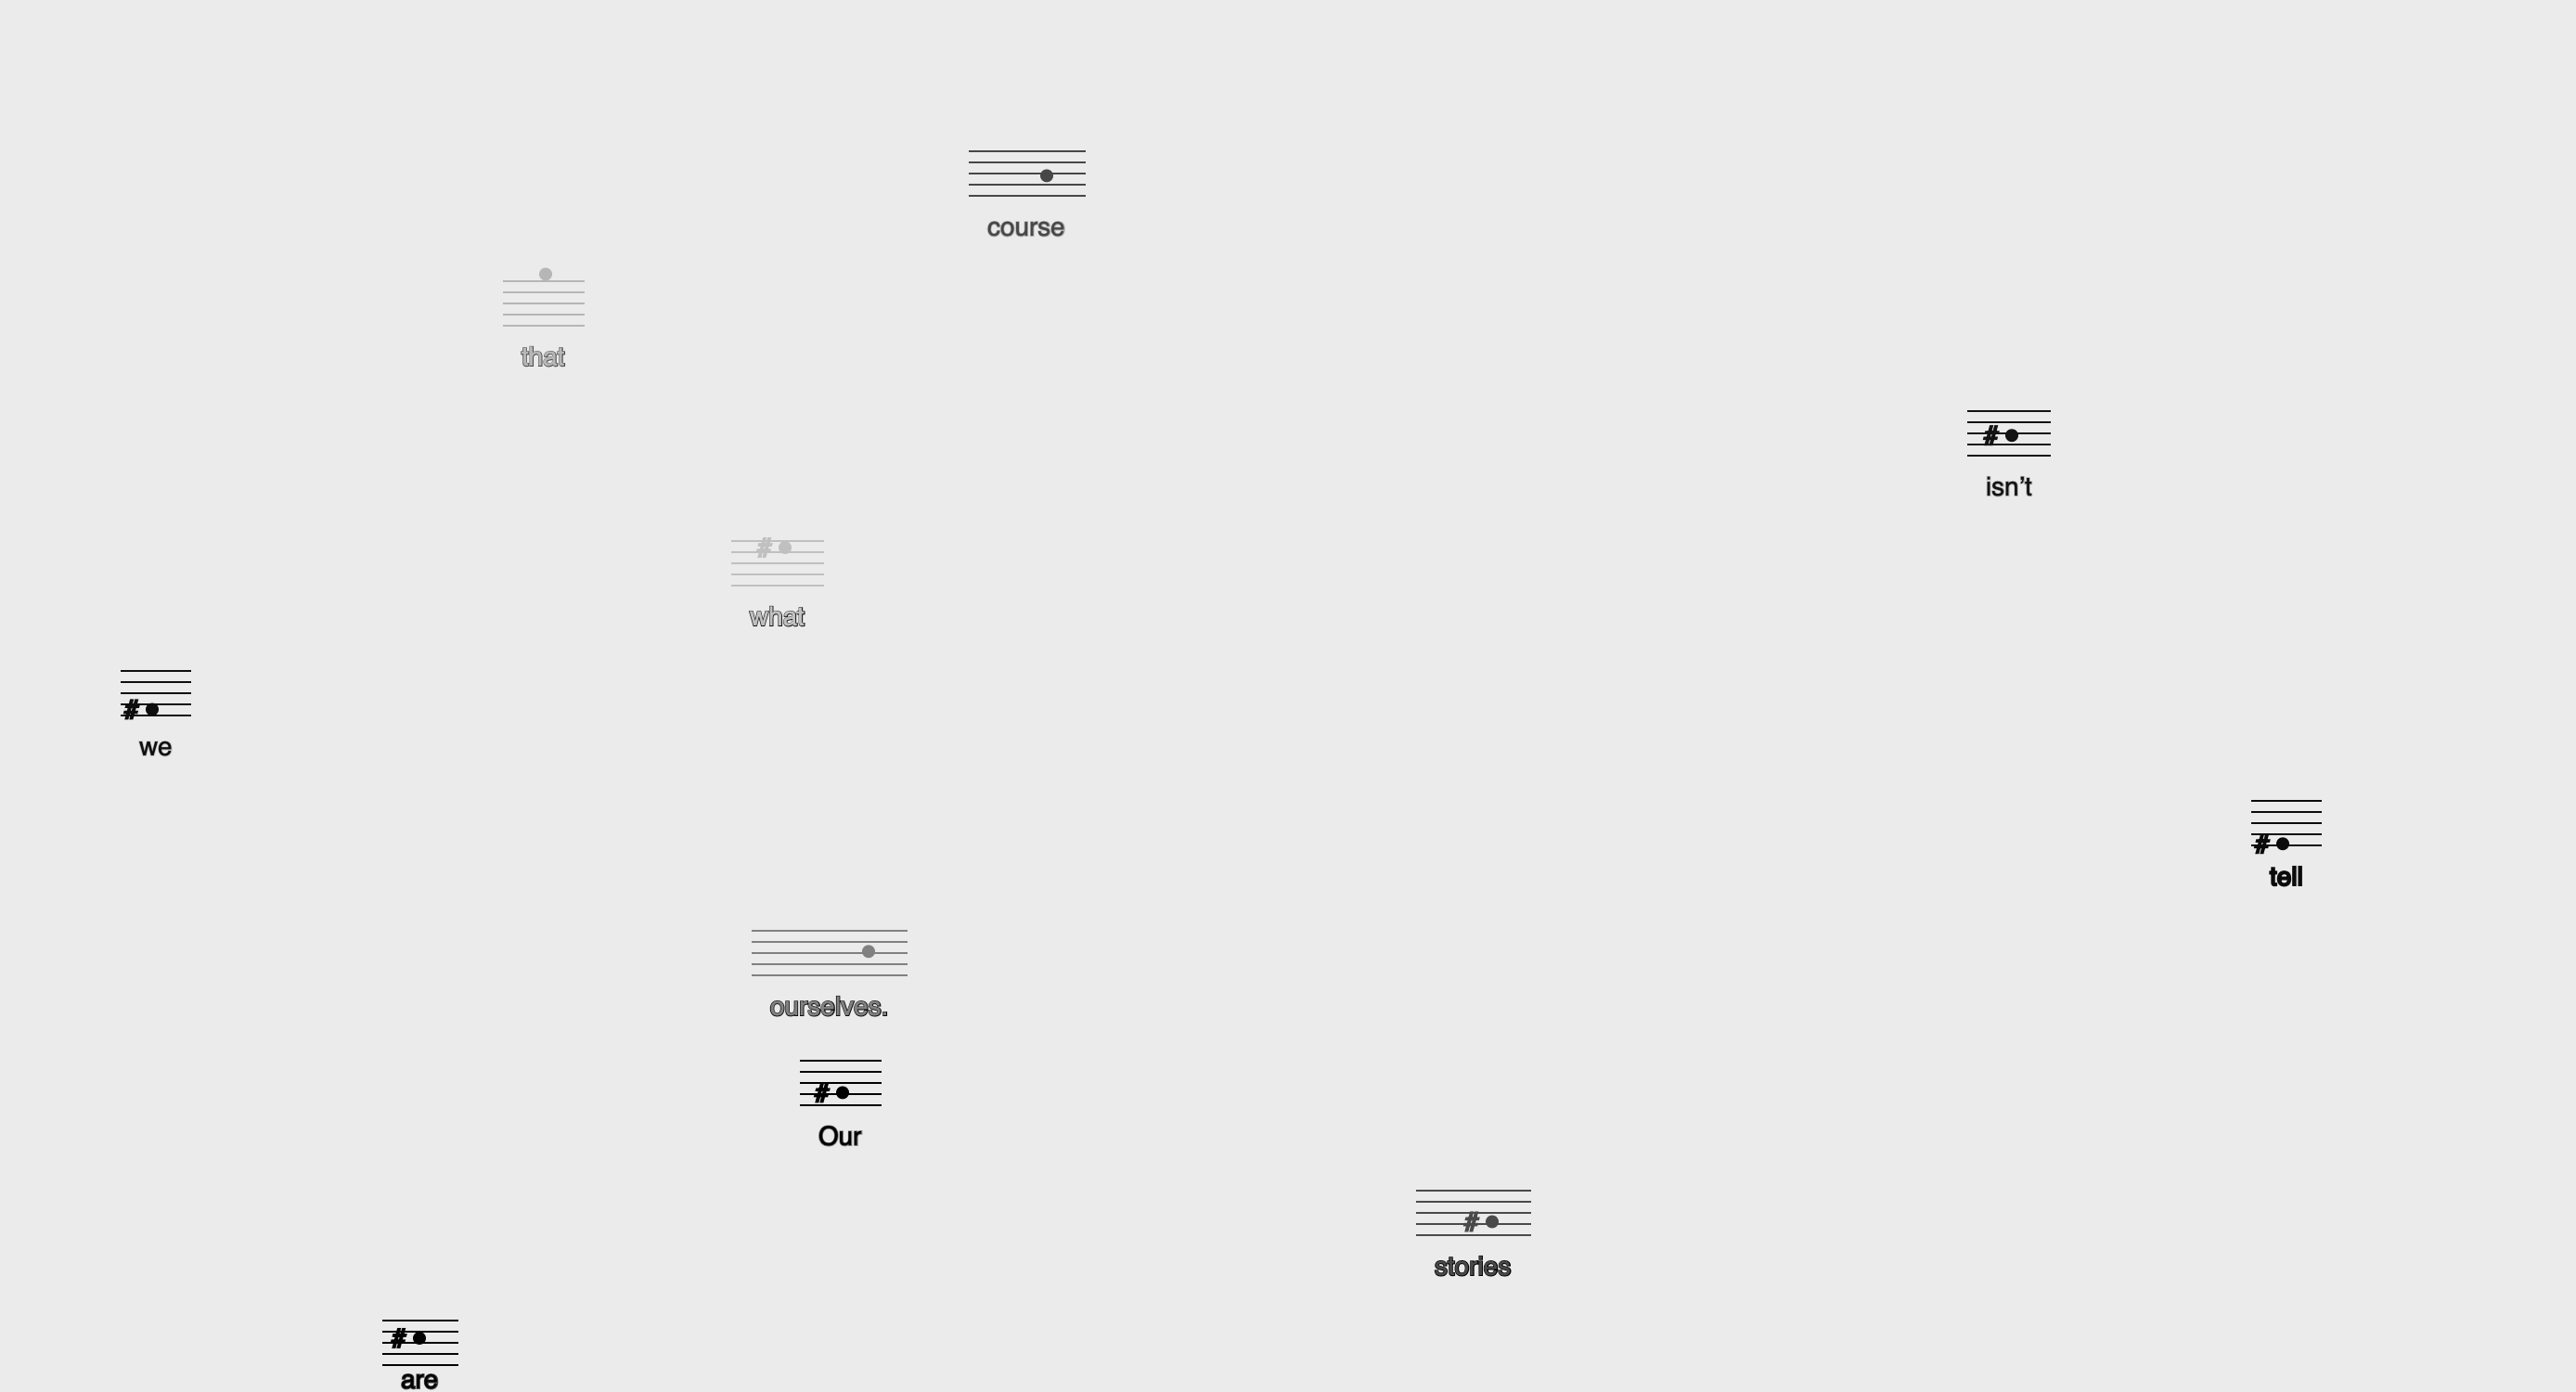 course
that
isn’t
what
we
tell
ourselves.
Our
stories
are